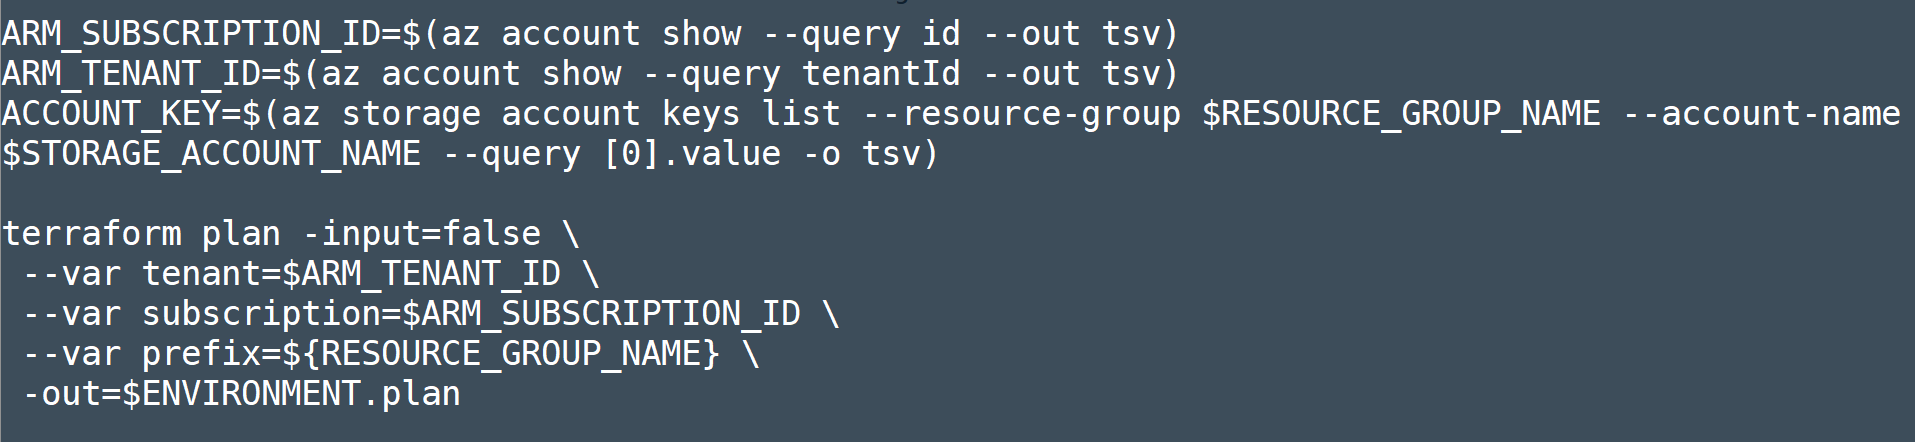 ARM_SUBSCRIPTION_ID=$(az account show --query id --out tsv)
ARM_TENANT_ID=$(az account show --query tenantId --out tsv)
ACCOUNT_KEY=$(az storage account keys list --resource-group $RESOURCE_GROUP_NAME --account-name
$STORAGE_ACCOUNT_NAME --query [0].value -o tsv)

terraform plan -input=false \
 --var tenant=$ARM_TENANT_ID \
 --var subscription=$ARM_SUBSCRIPTION_ID \
 --var prefix=${RESOURCE_GROUP_NAME} \
 -out=$ENVIRONMENT.plan